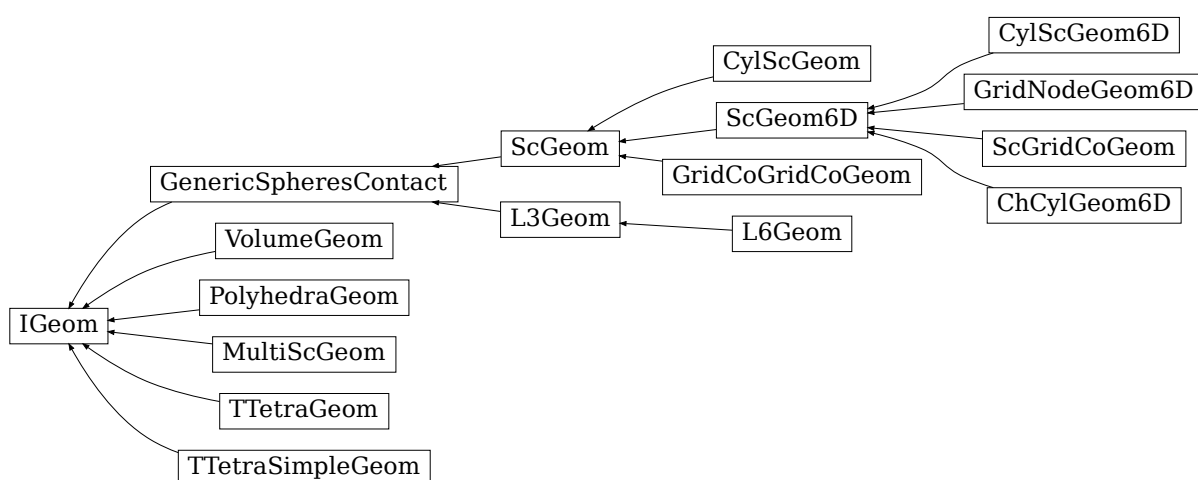 CylScGeom6D
CylScGeom
GridNodeGeom6D
ScGeom6D
ScGeom
ScGridCoGeom
GenericSpheresContact
GridCoGridCoGeom
ChCylGeom6D
L3Geom
L6Geom
VolumeGeom
PolyhedraGeom
IGeom
MultiScGeom
TTetraGeom
TTetraSimpleGeom